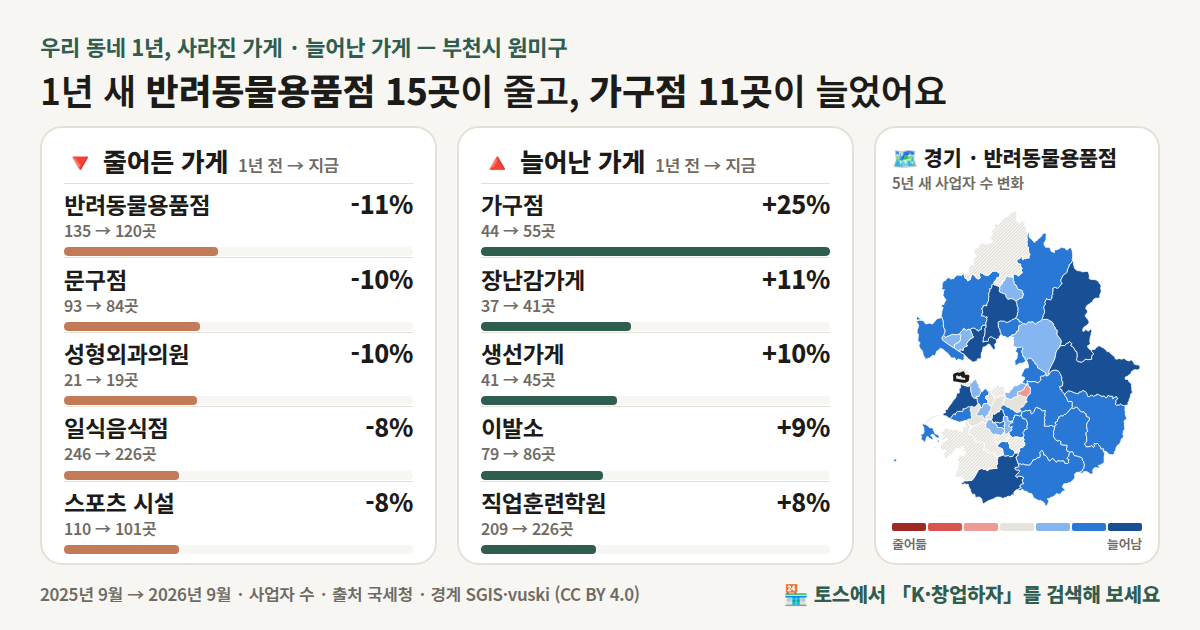 우리 동네 1년, 사라진 가게 · 늘어난 가게 — 부천시 원미구
1년 새 반려동물용품점 15곳이 줄고, 가구점 11곳이 늘었어요
줄어든 가게 1년 전 → 지금
반려동물용품점 -11%
135 → 120곳
문구점 -10%
93 → 84곳
성형외과의원 -10%
21 → 19곳
일식음식점 -8%
246 → 226곳
스포츠 시설 -8%
110 → 101곳
늘어난 가게 1년 전 → 지금
가구점 +25%
44 → 55곳
장난감가게 +11%
37 → 41곳
생선가게 +10%
41 → 45곳
이발소 +9%
79 → 86곳
직업훈련학원 +8%
209 → 226곳
경기 · 반려동물용품점
5년 새 사업자 수 변화
줄어듦 늘어남
2025년 9월 → 2026년 9월 · 사업자 수 · 출처 국세청 · 경계 SGIS·vuski (CC BY 4.0)
토스에서 「K·창업하자」를 검색해 보세요